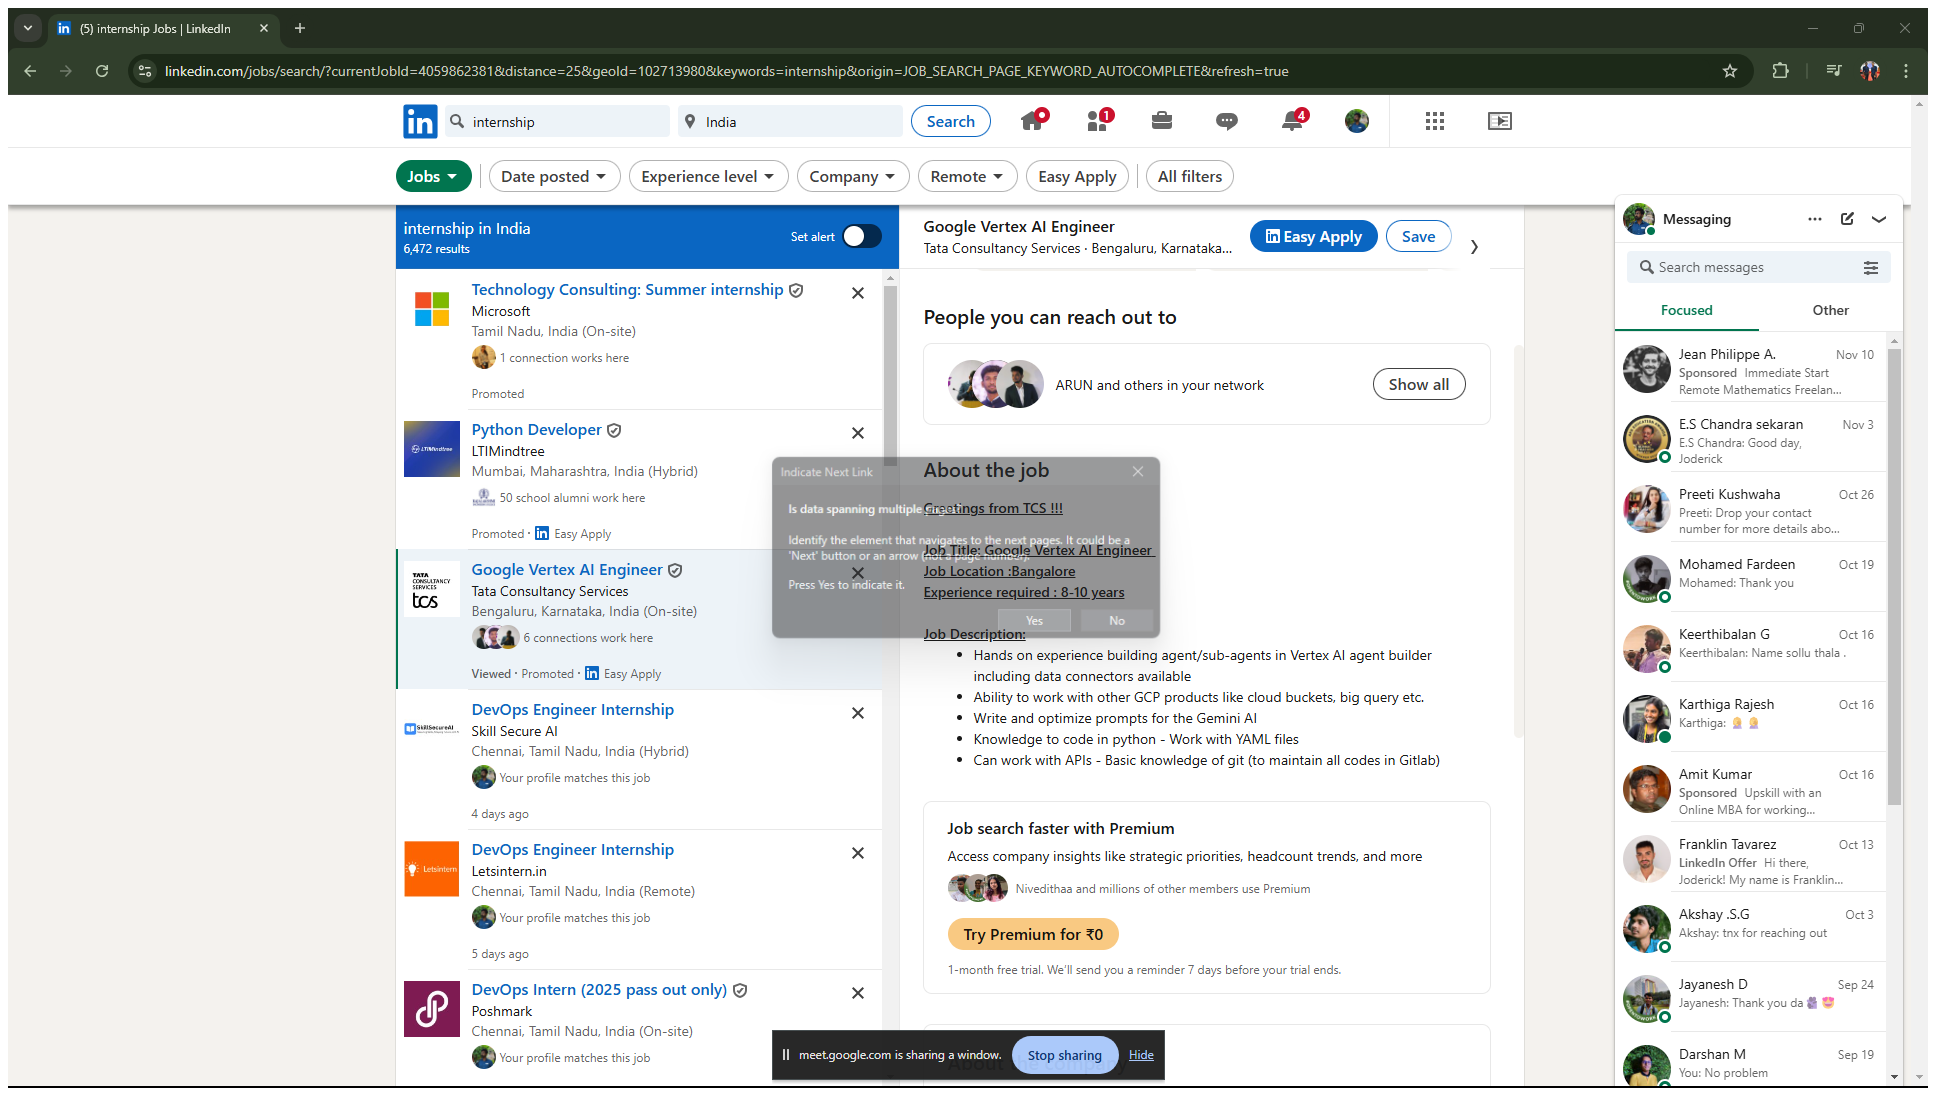 (5) internship Jobs | LinkedIn
linkedin.com/jobs/search/?currentJobId=4059862381&distance=25&geoId=102713980&keywords=internship&origin=JOB_SEARCH_PAGE_KEYWORD_AUTOCOMPLETE&refresh=true
in
internship
India
Search
1
4
Jobs
Date posted
Experience level
Company
Remote
Easy Apply
All filters
internship in India
6,472 results
Set alert
Technology Consulting: Summer internship
Microsoft
Tamil Nadu, India (On-site)
1 connection works here
Promoted
LTIMindtree
Python Developer
LTIMindtree
Mumbai, Maharashtra, India (Hybrid)
50 school alumni work here
Promoted · in Easy Apply
TATA
CONSULTANCY
SERVICES
tcs
Google Vertex AI Engineer
Tata Consultancy Services
Bengaluru, Karnataka, India (On-site)
6 connections work here
Viewed · Promoted · in Easy Apply
SkillSecureAI
DevOps Engineer Internship
Skill Secure AI
Chennai, Tamil Nadu, India (Hybrid)
Your profile matches this job
4 days ago
Letsintern
DevOps Engineer Internship
Letsintern.in
Chennai, Tamil Nadu, India (Remote)
Your profile matches this job
5 days ago
DevOps Intern (2025 pass out only)
Poshmark
Chennai, Tamil Nadu, India (On-site)
Your profile matches this job
Google Vertex AI Engineer
Tata Consultancy Services · Bengaluru, Karnataka...
in Easy Apply
Save
People you can reach out to
ARUN and others in your network
Show all
About the job
Greetings from TCS !!!
Job Title: Google Vertex AI Engineer
Job Location :Bangalore
Experience required : 8-10 years
Job Description:
• Hands on experience building agent/sub-agents in Vertex AI agent builder
including data connectors available
• Ability to work with other GCP products like cloud buckets, big query etc.
• Write and optimize prompts for the Gemini AI
• Knowledge to code in python - Work with YAML files
• Can work with APIs - Basic knowledge of git (to maintain all codes in Gitlab)
Indicate Next Link
Is data spanning multiple pages?
Identify the element that navigates to the next pages. It could be a
'Next' button or an arrow (not a page number).
Press Yes to indicate it.
Yes
No
Job search faster with Premium
Access company insights like strategic priorities, headcount trends, and more
Nivedithaa and millions of other members use Premium
Try Premium for ₹0
1-month free trial. We'll send you a reminder 7 days before your trial ends.
About the company
meet.google.com is sharing a window.
Stop sharing
Hide
Messaging
Search messages
Focused
Other
Jean Philippe A. Nov 10
Sponsored Immediate Start
Remote Mathematics Freelan...
E.S Chandra sekaran Nov 3
E.S Chandra: Good day,
Joderick
Preeti Kushwaha Oct 26
Preeti: Drop your contact
number for more details abo...
Mohamed Fardeen Oct 19
Mohamed: Thank you
Keerthibalan G Oct 16
Keerthibalan: Name sollu thala .
Karthiga Rajesh Oct 16
Karthiga:
Amit Kumar Oct 16
Sponsored Upskill with an
Online MBA for working...
Franklin Tavarez Oct 13
LinkedIn Offer Hi there,
Joderick! My name is Franklin...
Akshay .S.G Oct 3
Akshay: tnx for reaching out
Jayanesh D Sep 24
Jayanesh: Thank you da
Darshan M Sep 19
You: No problem